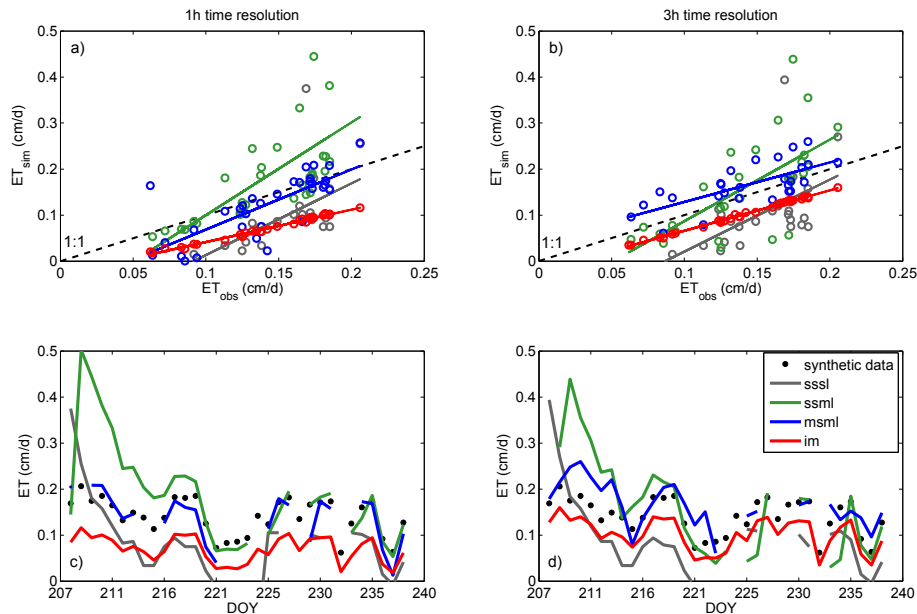 1h time resolution
3h time resolution
a)
0.5
0.4
0.3
0.2
0.1
0
ETsim (cm/d)
1:1
0 0.05 0.1 0.15 0.2 0.25
ETobs (cm/d)
b)
0.5
0.4
0.3
0.2
0.1
0
ETsim (cm/d)
1:1
0 0.05 0.1 0.15 0.2 0.25
ETobs (cm/d)
0.5
0.4
0.3
0.2
0.1
0
ET (cm/d)
c)
207 211 216 221 225 230 235 240
DOY
0.5
0.4
0.3
0.2
0.1
0
ET (cm/d)
synthetic data
sssl
ssml
msml
im
d)
207 211 216 221 225 230 235 240
DOY